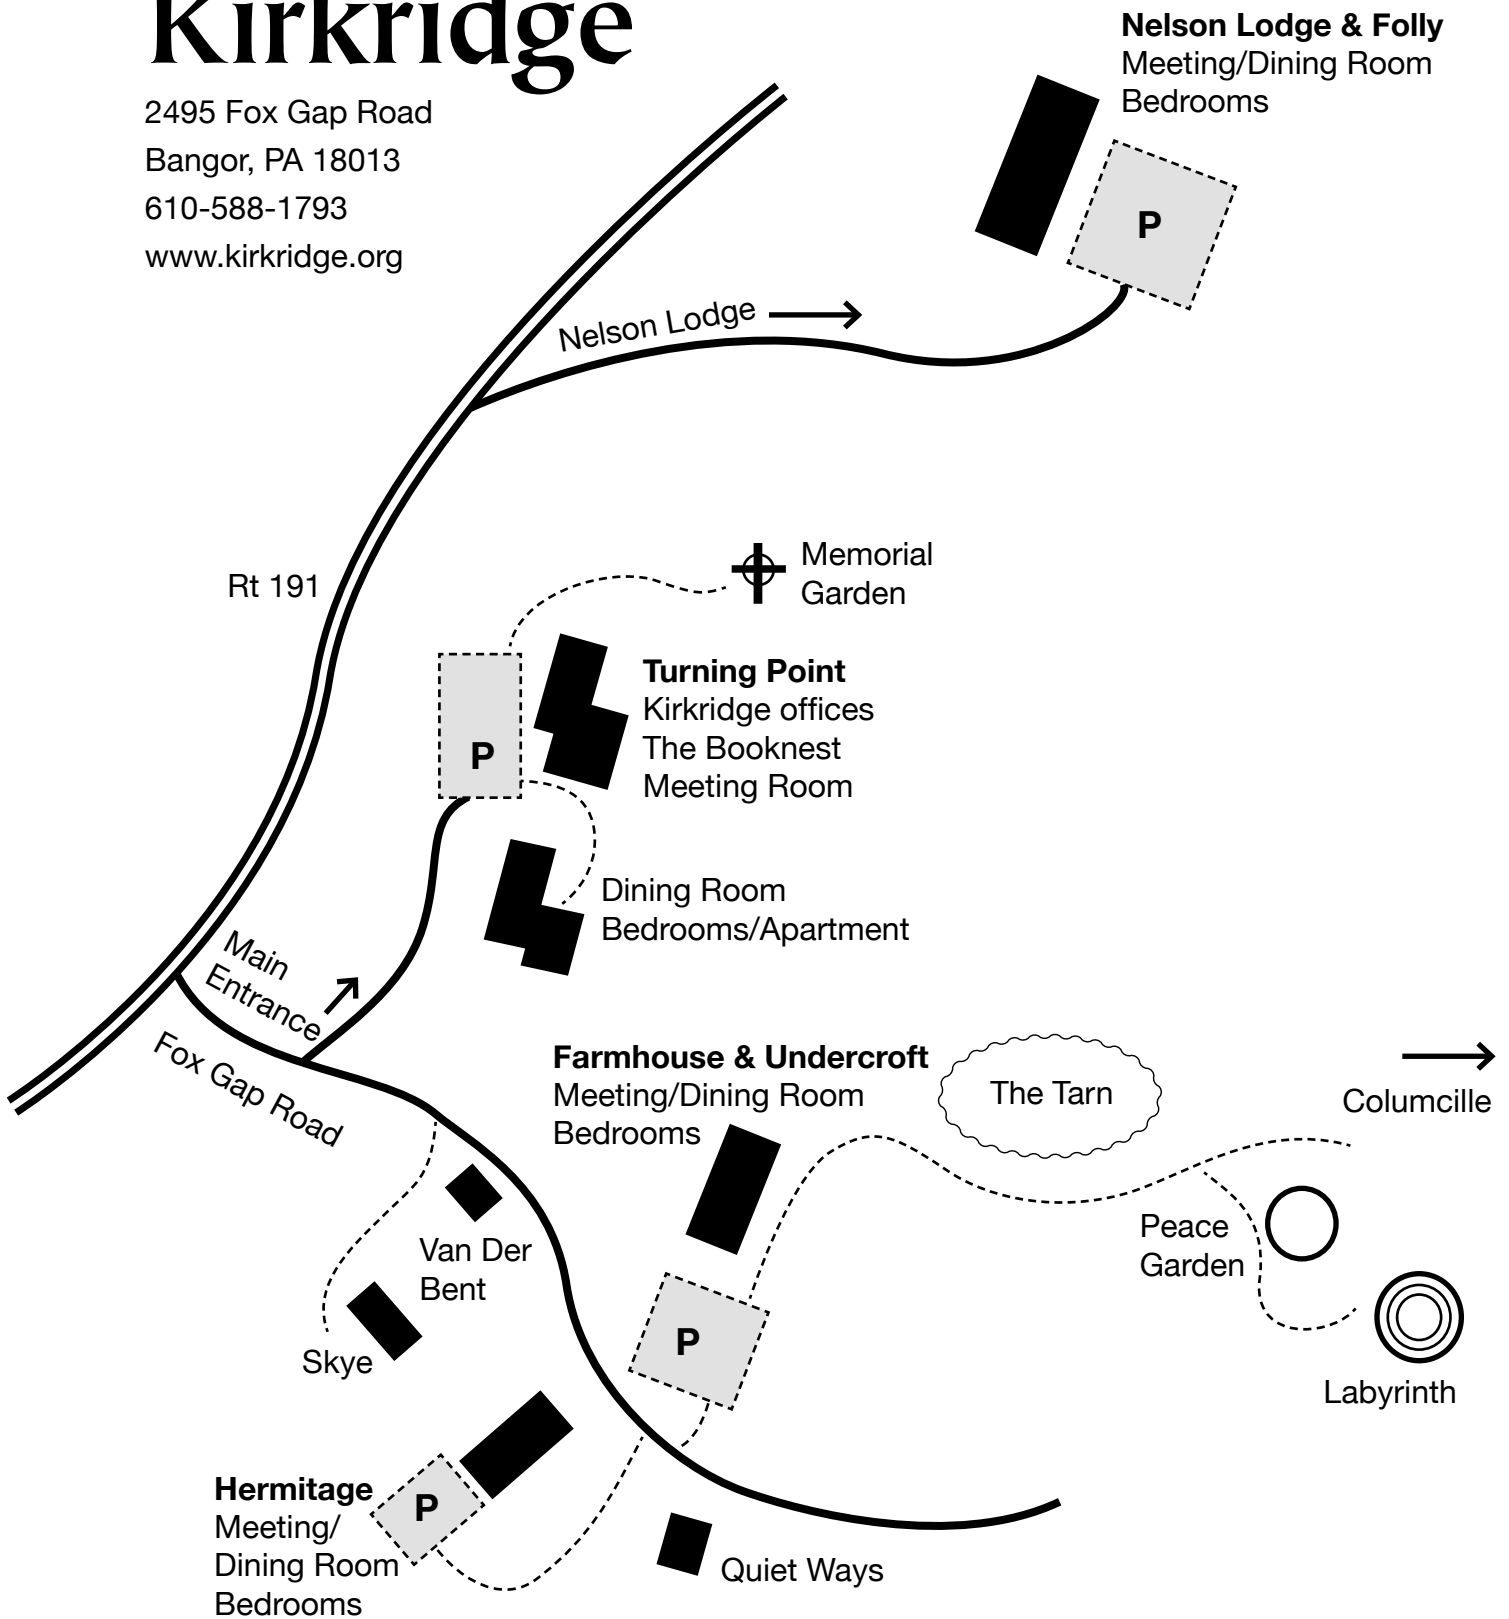 Kirkridge
2495 Fox Gap Road
Bangor, PA 18013
610-588-1793
www.kirkridge.org
Nelson Lodge & Folly
Meeting/Dining Room
Bedrooms
P
Nelson Lodge
Rt 191
Memorial
Garden
Turning Point
Kirkridge offices
The Booknest
Meeting Room
P
Dining Room
Bedrooms/Apartment
Main
Entrance
Fox Gap Road
Farmhouse & Undercroft
Meeting/Dining Room
Bedrooms
The Tarn
Columcille
Peace
Garden
Labyrinth
Van Der
Bent
Skye
P
Hermitage
Meeting/
Dining Room
Bedrooms
P
Quiet Ways